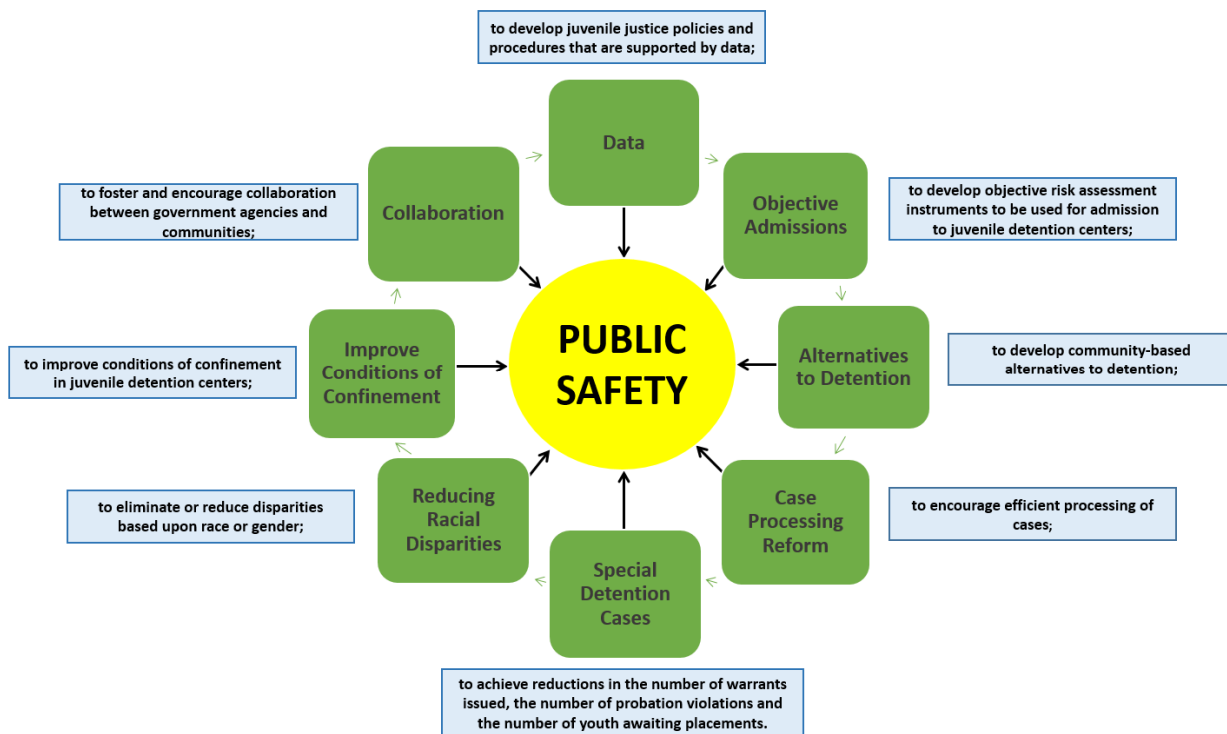 to develop juvenile justice policies and
procedures that are supported by data;
Data
Collaboration
to foster and encourage collaboration
between government agencies and
communities;
Objective
Admissions
to develop objective risk assessment
instruments to be used for admission
to juvenile detention centers;
PUBLIC
SAFETY
Improve
Conditions of
Confinement
to improve conditions of confinement
in juvenile detention centers;
Alternatives
to Detention
to develop community-based
alternatives to detention;
Reducing
Racial
Disparities
to eliminate or reduce disparities
based upon race or gender;
Case
Processing
Reform
to encourage efficient processing of
cases;
Special
Detention
Cases
to achieve reductions in the number of warrants
issued, the number of probation violations and
the number of youth awaiting placements.